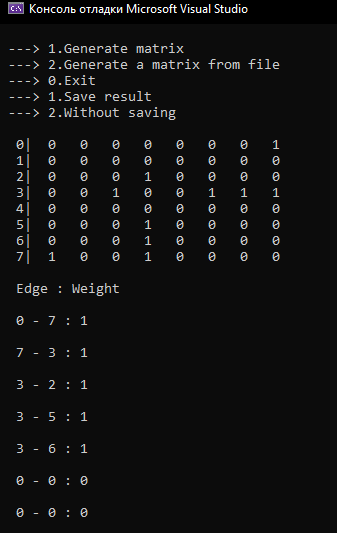 Консоль отладки Microsoft Visual Studio
---> 1.Generate matrix
---> 2.Generate a matrix from file
---> 0.Exit
---> 1.Save result
---> 2.Without saving
0| 0 0 0 0 0 0 0 1
1| 0 0 0 0 0 0 0 0
2| 0 0 0 1 0 0 0 0
3| 0 0 1 0 0 1 1 1
4| 0 0 0 0 0 0 0 0
5| 0 0 0 1 0 0 0 0
6| 0 0 0 1 0 0 0 0
7| 1 0 0 1 0 0 0 0
Edge : Weight
0 - 7 : 1
7 - 3 : 1
3 - 2 : 1
3 - 5 : 1
3 - 6 : 1
0 - 0 : 0
0 - 0 : 0